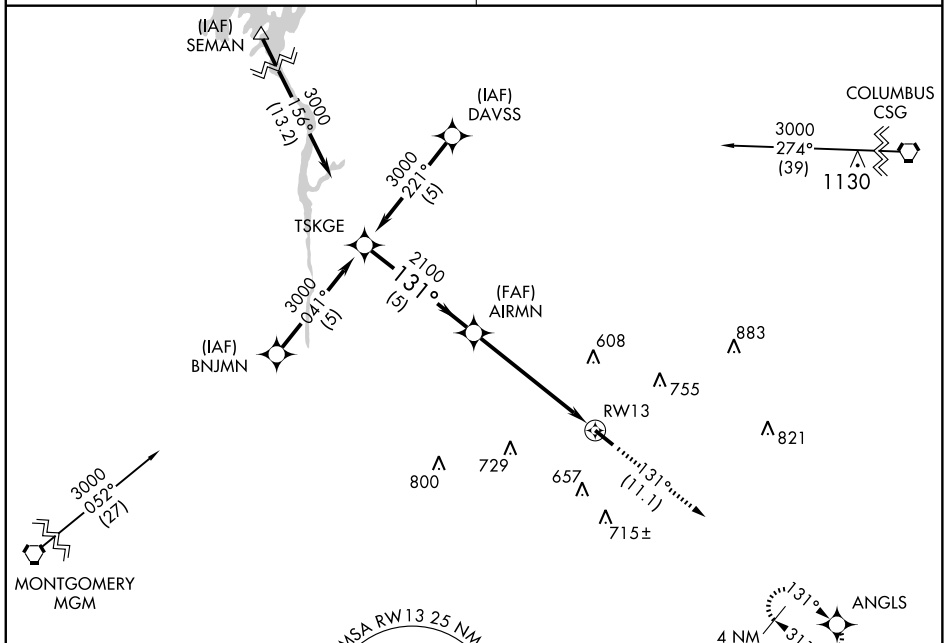 (IAF)
SEMAN
3000
156°
(13.2)
(IAF)
DAVSS
3000
221°
(5)
COLUMBUS
CSG
3000
274°
(39)
1130
TSKGE
2100
131°
(5)
3000
041°
(5)
(IAF)
BNJMN
(FAF)
AIRMN
608
883
755
RW13
821
131°
(11.1)
800
729
657
715±
3000
052°
(27)
MONTGOMERY
MGM
MSA RW13 25 NM
131°
ANGLS
4 NM